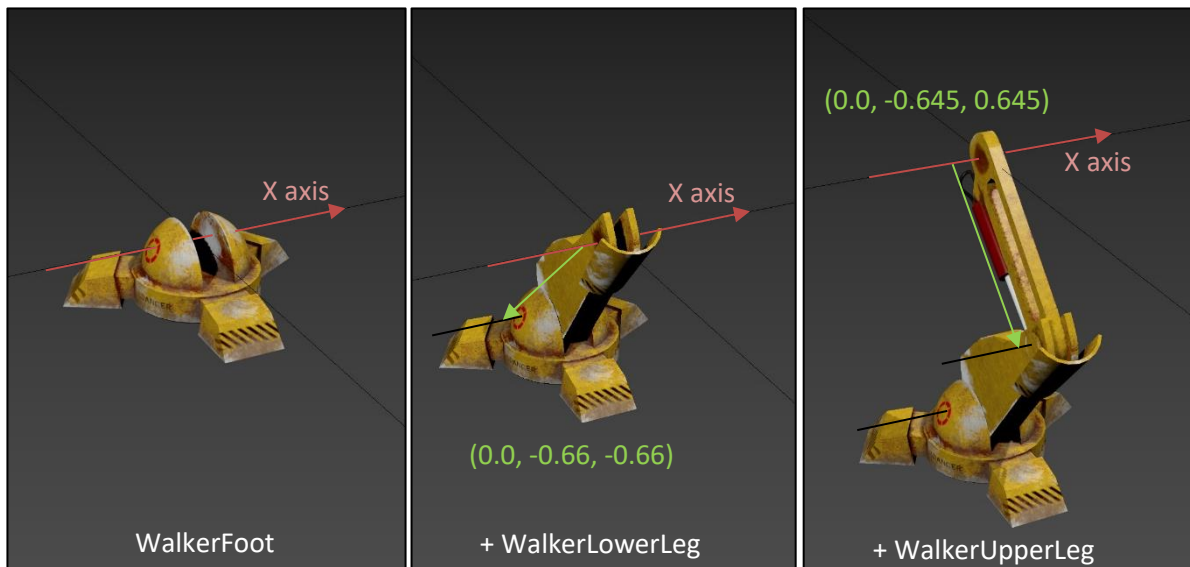 X axis
WalkerFoot
X axis
(0.0, -0.66, -0.66)
+ WalkerLowerLeg
(0.0, -0.645, 0.645)
X axis
+ WalkerUpperLeg